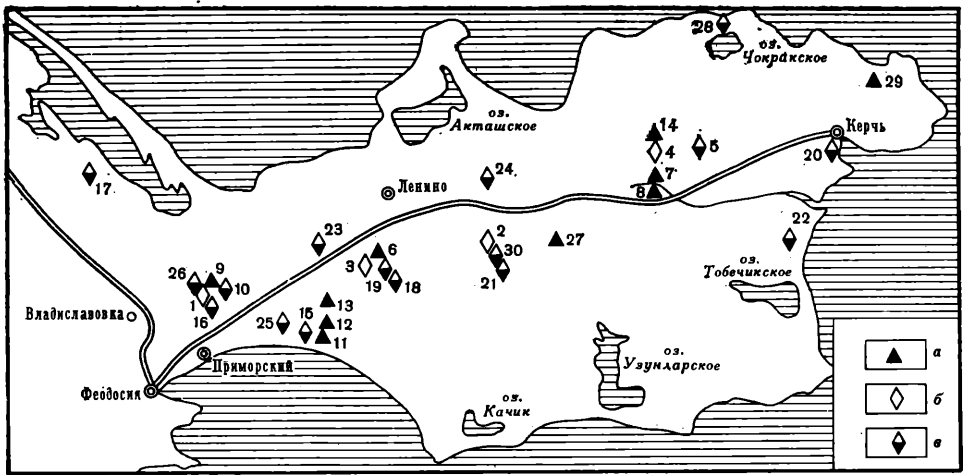 28
оз.
Чокракское
29
оз.
Акташское
14
4
5
Керчь
20
17
24
Ленино
7
8
23
2
6
3
30
27
22
19
18
21
Тобечикское
26
9
1
10
16
13
25
15
12
11
Владиславовка
Приморский
оз.
Узунларское
а
Феодосия
оз.
Качик
б
в